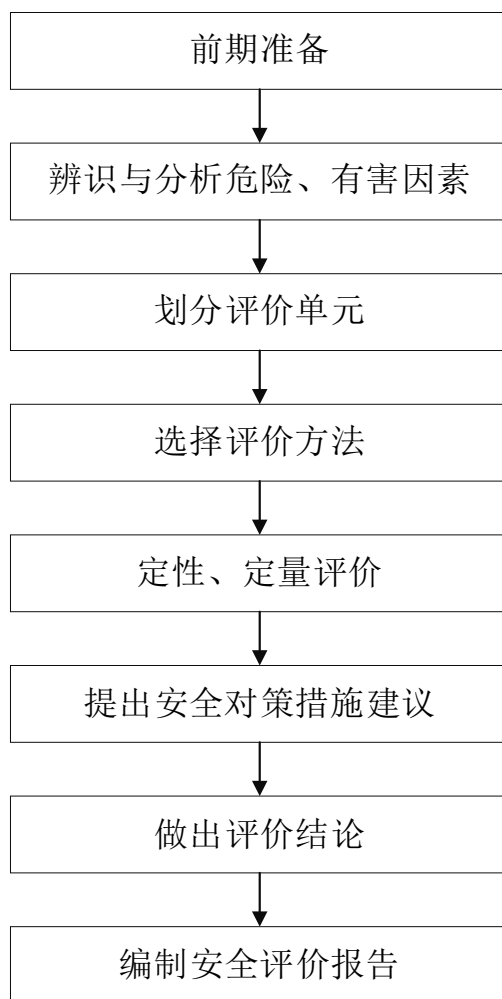 前期准备
辨识与分析危险、有害因素
划分评价单元
选择评价方法
定性、定量评价
提出安全对策措施建议
做出评价结论
编制安全评价报告